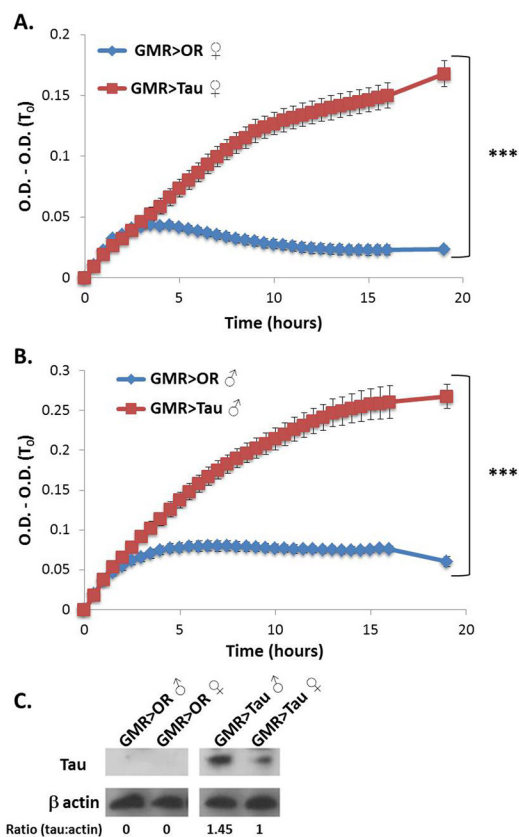 A.
0.2
GMR>OR ♀
GMR>Tau ♀
0.15
0.1
0.05
0
O.D. - O.D. (T0)
***
0 5 10 15 20
Time (hours)
B.
0.3
GMR>OR ♂
GMR>Tau ♂
0.25
0.2
0.15
0.1
0.05
0
O.D. - O.D. (T0)
***
0 5 10 15 20
Time (hours)
C.
GMR>OR ♂
GMR>OR ♀
GMR>Tau ♂
GMR>Tau ♀
Tau
β actin
Ratio (tau:actin) 0 0 1.45 1